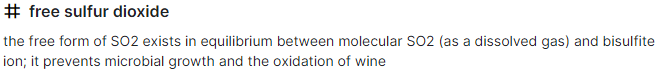 # free sulfur dioxide
the free form of SO2 exists in equilibrium between molecular SO2 (as a dissolved gas) and bisulfite
ion; it prevents microbial growth and the oxidation of wine